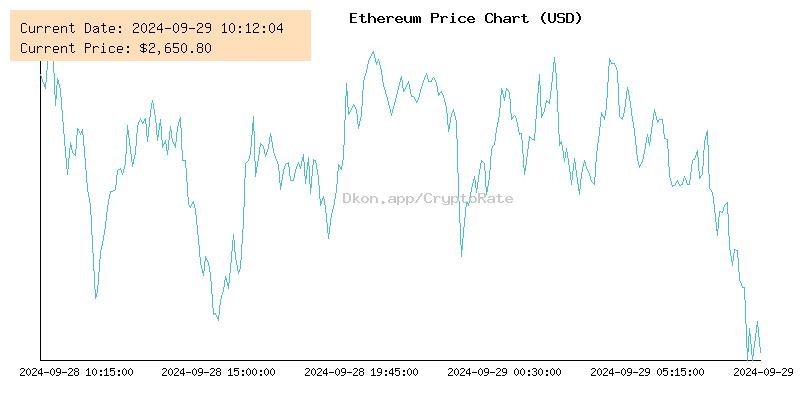 Ethereum Price Chart (USD)
Current Date: 2024-09-29 10:12:04
Current Price: $2,650.80
Dkon.app/CryptoRate
2024-09-28 10:15:00 2024-09-28 15:00:00 2024-09-28 19:45:00 2024-09-29 00:30:00 2024-09-29 05:15:00 2024-09-29